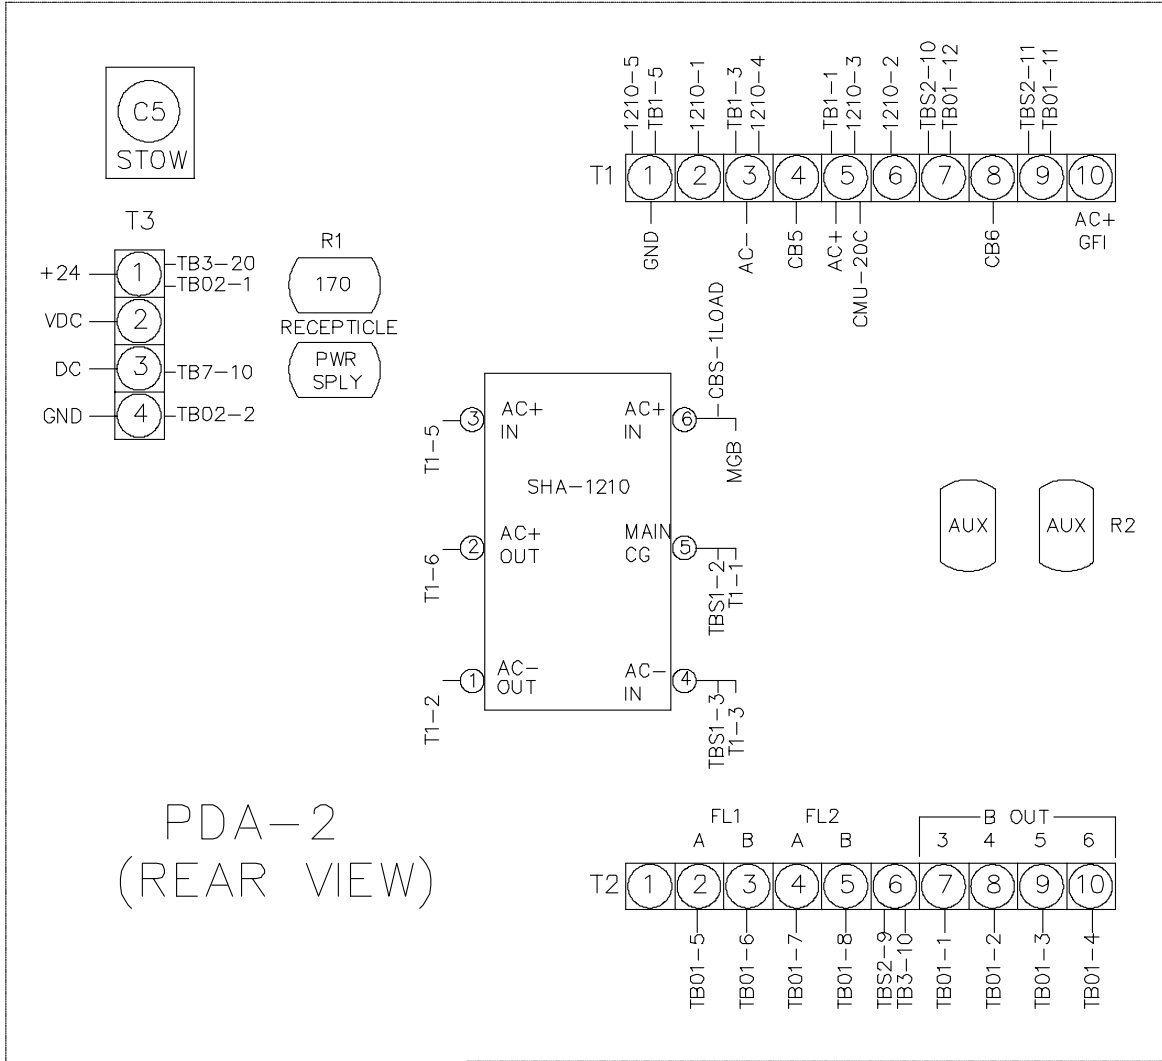 C5
STOW
T3
+24
1
TB3-20
TB02-1
VDC
2
DC
3
TB7-10
GND
4
TB02-2
R1
170
RECEPTICLE
PWR
SPLY
1210-5
TB1-5
1210-1
TB1-3
1210-4
TB1-1
1210-3
1210-2
TBS2-10
TB01-12
TBS2-11
TB01-11
T1
1
2
3
4
5
6
7
8
9
10
GND
AC-
CB5
AC+
CMU-20C
CB6
AC+
GFI
T1-5
3
AC+
IN
AC+
IN
6
CBS-1LOAD
MGB
SHA-1210
T1-6
2
AC+
OUT
MAIN
CG
5
TBS1-2
T1-1
T1-2
1
AC-
OUT
AC-
IN
4
TBS1-3
T1-3
AUX
AUX
R2
PDA-2
(REAR VIEW)
FL1
FL2
B OUT
A
B
A
B
3
4
5
6
T2
1
2
3
4
5
6
7
8
9
10
TB01-5
TB01-6
TB01-7
TB01-8
TBS2-9
TB3-10
TB01-1
TB01-2
TB01-3
TB01-4